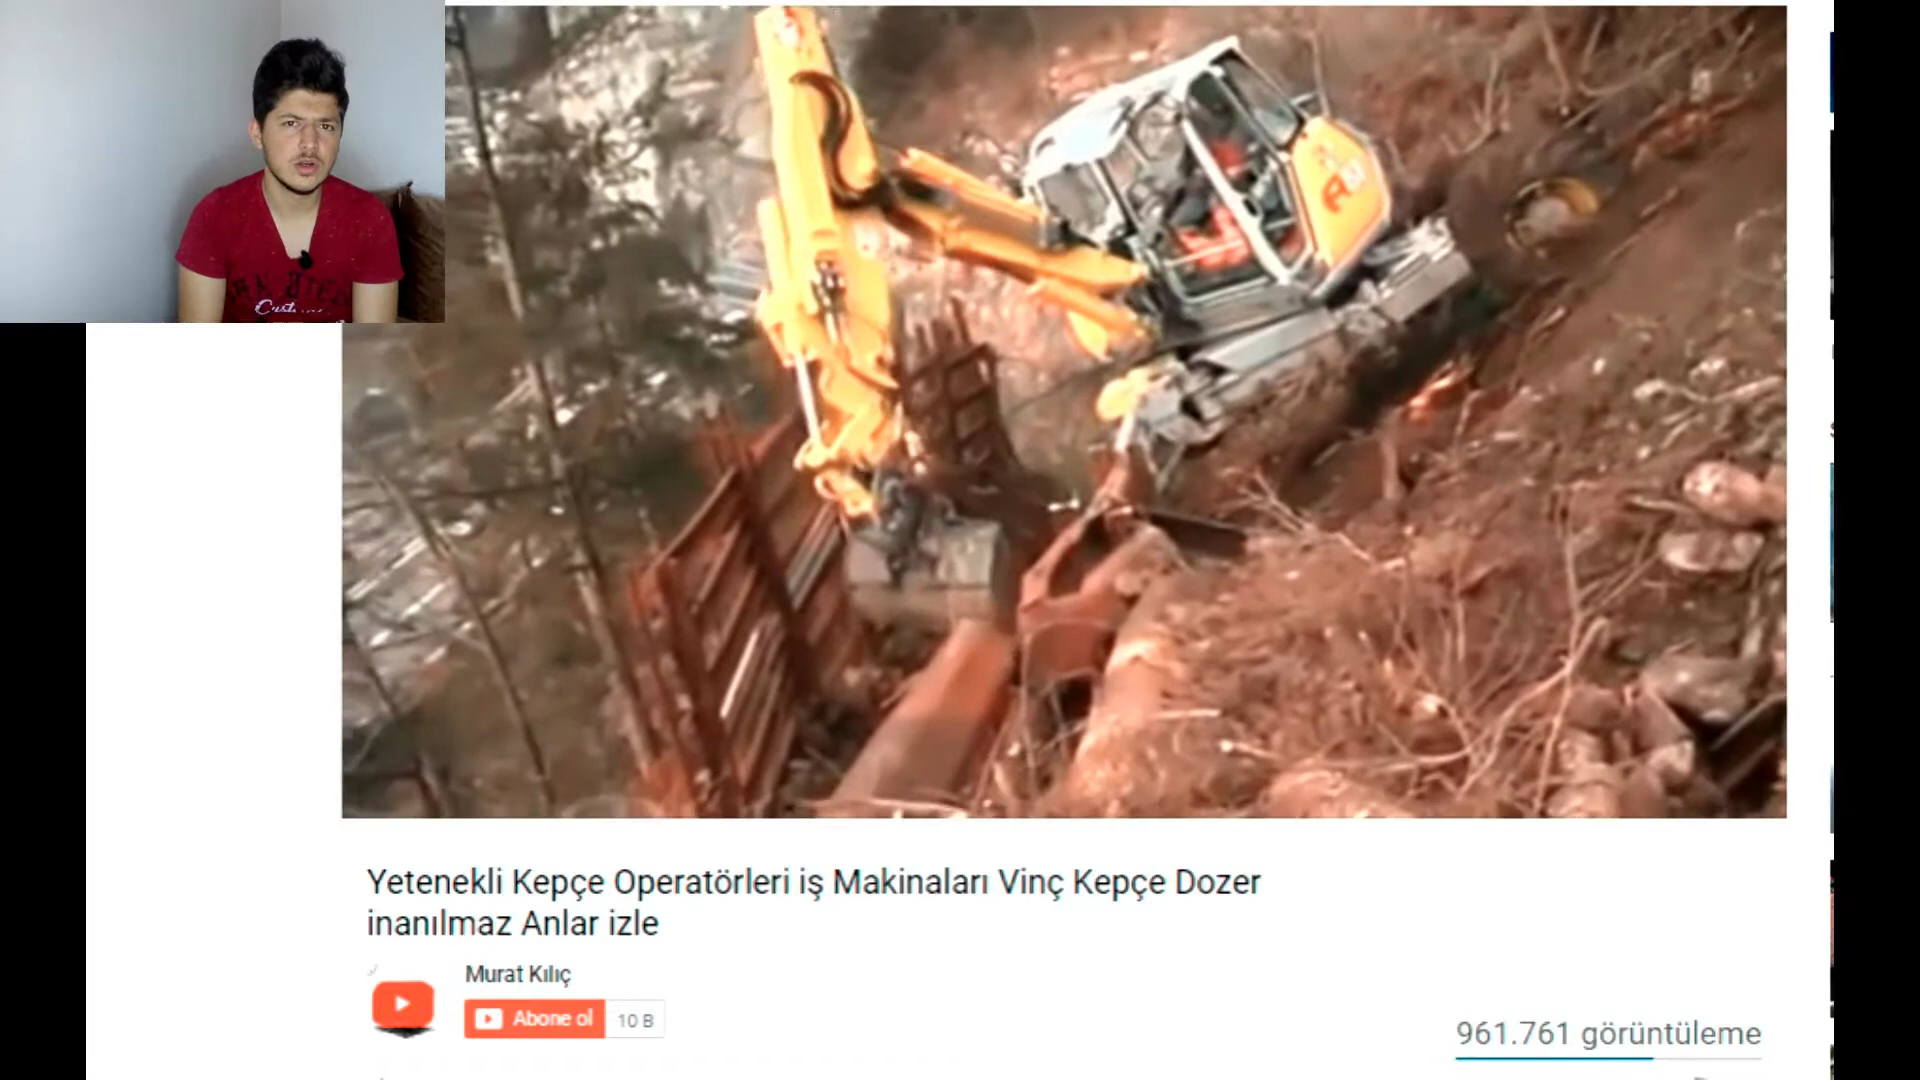 Yetenekli Kepçe Operatörleri iş Makinaları Vinç Kepçe Dozer
inanılmaz Anlar izle
Murat Kılıç
Abone ol 10 B
961.761 görüntüleme